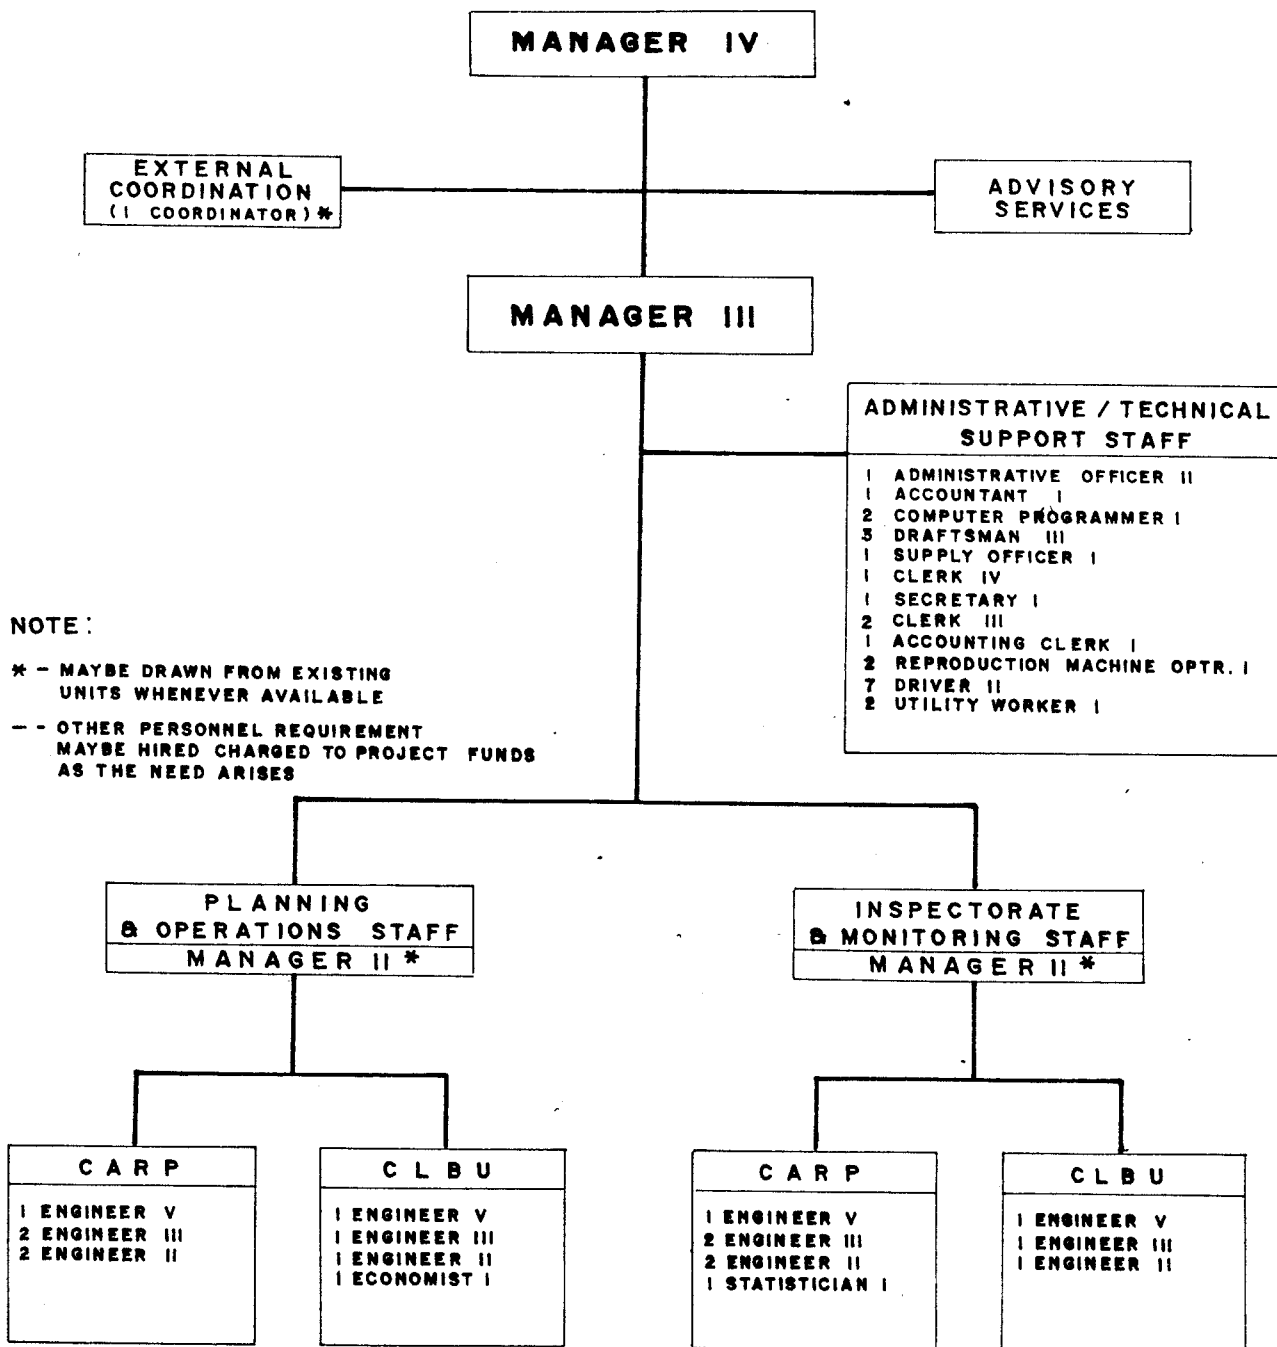 MANAGER IV
EXTERNAL
COORDINATION
(1 COORDINATOR)*
ADVISORY
SERVICES
MANAGER III
ADMINISTRATIVE / TECHNICAL
SUPPORT STAFF
1 ADMINISTRATIVE OFFICER II
1 ACCOUNTANT I
2 COMPUTER PROGRAMMER I
3 DRAFTSMAN III
1 SUPPLY OFFICER I
1 CLERK IV
1 SECRETARY I
2 CLERK III
1 ACCOUNTING CLERK I
2 REPRODUCTION MACHINE OPTR. I
7 DRIVER II
2 UTILITY WORKER I
NOTE:
* - MAYBE DRAWN FROM EXISTING
UNITS WHENEVER AVAILABLE
- - OTHER PERSONNEL REQUIREMENT
MAYBE HIRED CHARGED TO PROJECT FUNDS
AS THE NEED ARISES
PLANNING
& OPERATIONS STAFF
MANAGER II *
INSPECTORATE
& MONITORING STAFF
MANAGER II *
CARP
1 ENGINEER V
2 ENGINEER III
2 ENGINEER II
CLBU
1 ENGINEER V
1 ENGINEER III
1 ENGINEER II
1 ECONOMIST I
CARP
1 ENGINEER V
2 ENGINEER III
2 ENGINEER II
1 STATISTICIAN I
CLBU
1 ENGINEER V
1 ENGINEER III
1 ENGINEER II